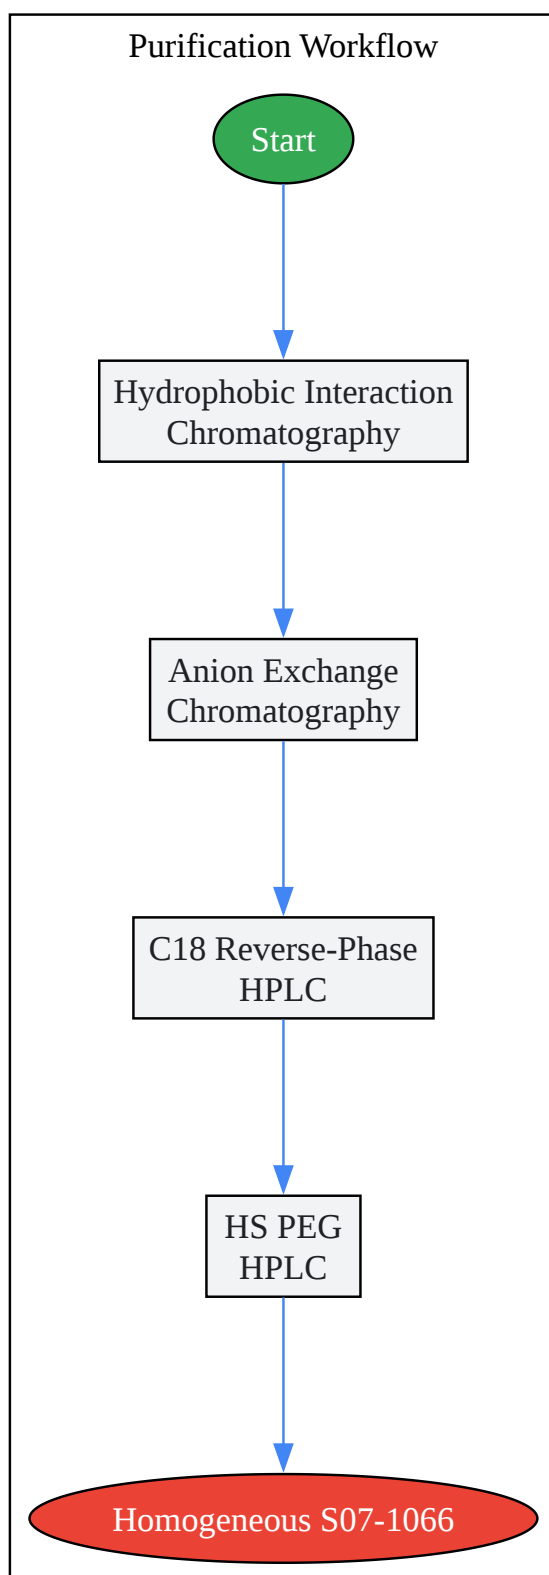 Purification Workflow
Start
Hydrophobic Interaction
Chromatography
Anion Exchange
Chromatography
C18 Reverse-Phase
HPLC
HS PEG
HPLC
Homogeneous S07-1066